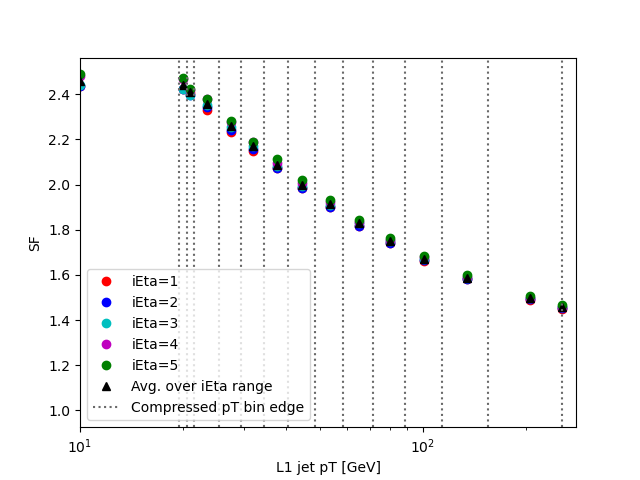 2.4
2.2
2.0
1.8
1.6
1.4
1.2
1.0
SF
iEta=1
iEta=2
iEta=3
iEta=4
iEta=5
Avg. over iEta range
Compressed pT bin edge
10¹
10²
L1 jet pT [GeV]